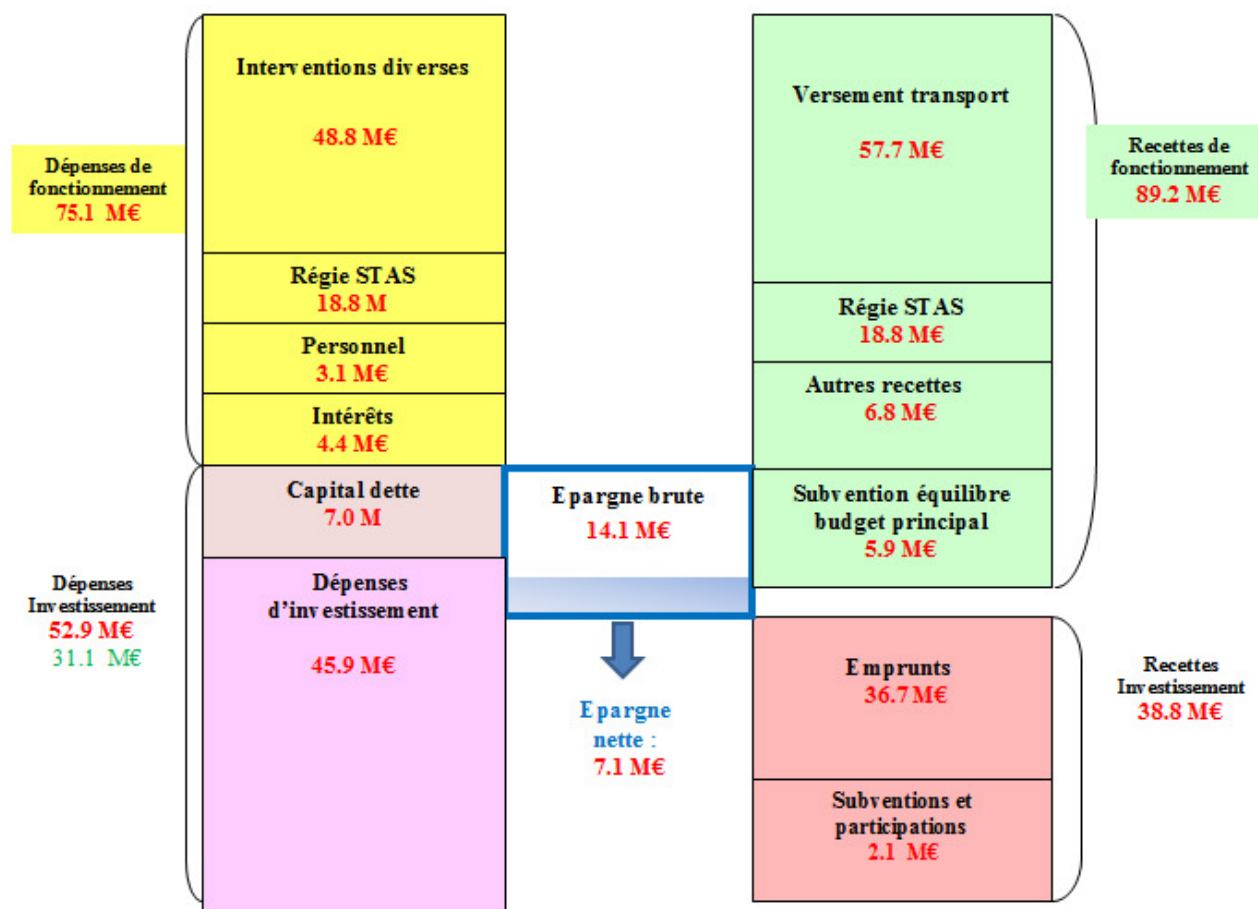 Interventions diverses
48.8 M€
Dépenses de
fonctionnement
75.1 M€
Régie STAS
18.8 M
Personnel
3.1 M€
Intérêts
4.4 M€
Capital dette
7.0 M
Dépenses
Investissement
52.9 M€
31.1 M€
Dépenses
d'investissement
45.9 M€
Epargne brute
14.1 M€
Epargne
nette :
7.1 M€
Versement transport
57.7 M€
Recettes de
fonctionnement
89.2 M€
Régie STAS
18.8 M€
Autres recettes
6.8 M€
Subvention équilibre
budget principal
5.9 M€
Emprunts
36.7 M€
Recettes
Investissement
38.8 M€
Subventions et
participations
2.1 M€